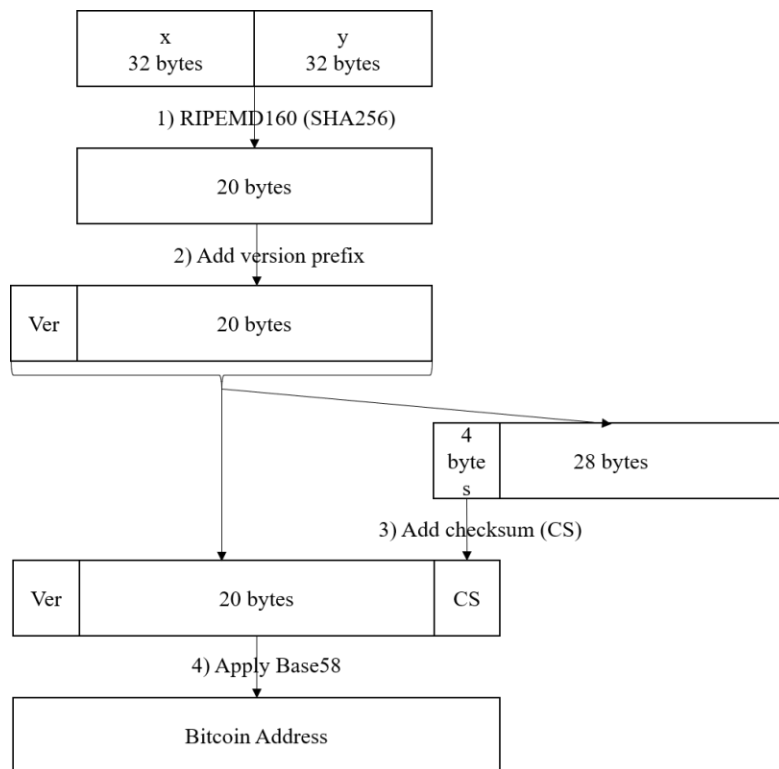 x
32 bytes
y
32 bytes
1) RIPEMD160 (SHA256)
20 bytes
2) Add version prefix
Ver
20 bytes
4
byte
s
28 bytes
3) Add checksum (CS)
Ver
20 bytes
CS
4) Apply Base58
Bitcoin Address